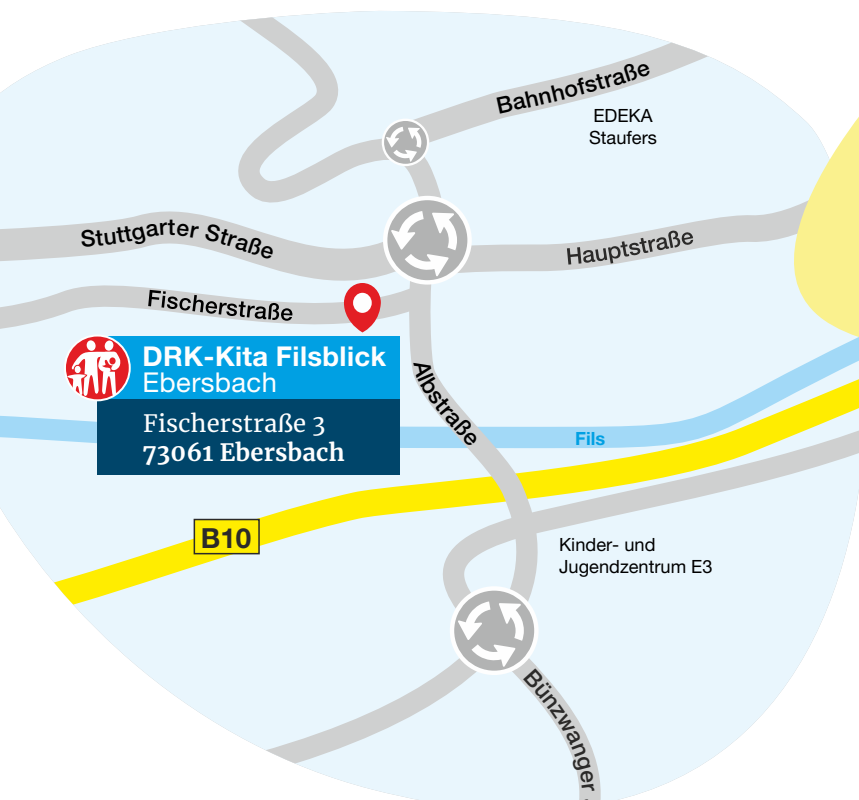 Bahnhofstraße
EDEKA
Staufers
Stuttgarter Straße
Hauptstraße
Fischerstraße
DRK-Kita Filsblick
Ebersbach
Fischerstraße 3
73061 Ebersbach
Albstraße
Fils
B10
Kinder- und
Jugendzentrum E3
Bünzwanger